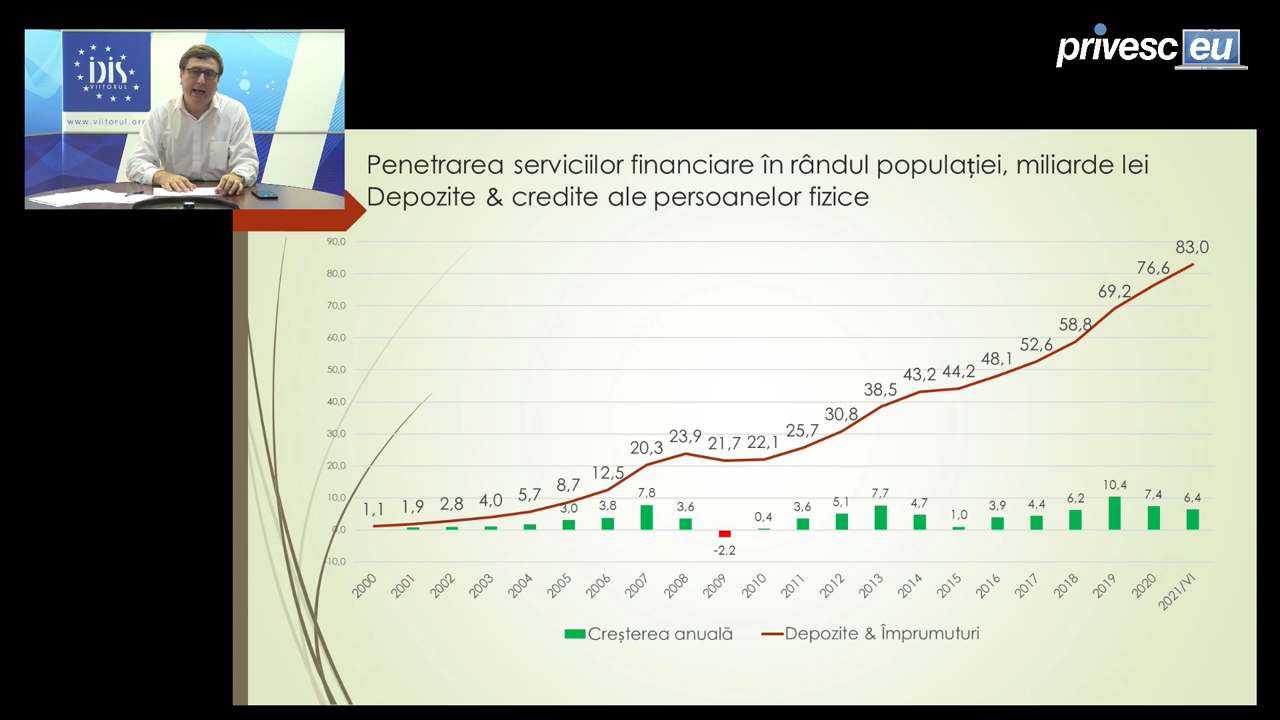 IDIS
VIITORUL
www.viitorul.org
privesc eu
Penetrarea serviciilor financiare în rândul populației, miliarde lei
Depozite & credite ale persoanelor fizice
90,0
80,0
70,0
60,0
50,0
40,0
30,0
20,0
10,0
0,0
-10,0
1,1 1,9 2,8 4,0 5,7 8,7 12,5 20,3 23,9 21,7 22,1 25,7 30,8 38,5 43,2 44,2 48,1 52,6 58,8 69,2 76,6 83,0
3,0 3,8 7,8 3,6 -2,2 0,4 3,6 5,1 7,7 4,7 1,0 3,9 4,4 6,2 10,4 7,4 6,4
2000 2001 2002 2003 2004 2005 2006 2007 2008 2009 2010 2011 2012 2013 2014 2015 2016 2017 2018 2019 2020 2021/VI
Creșterea anuală Depozite & Împrumuturi